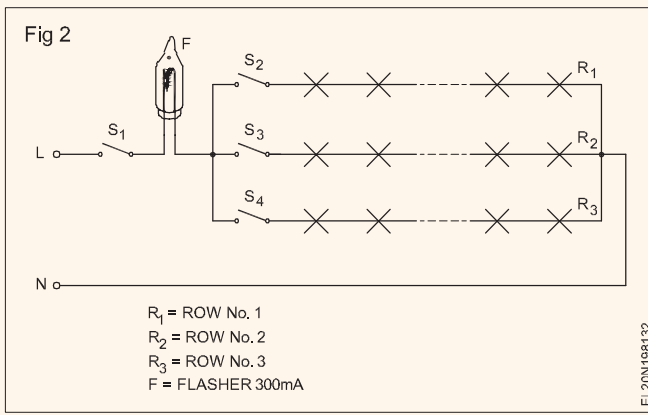 Fig 2
F
S2
R1
S1
S3
R2
L
S4
R3
N
R1 = ROW No. 1
R2 = ROW No. 2
R3 = ROW No. 3
F = FLASHER 300mA
EL20N198132